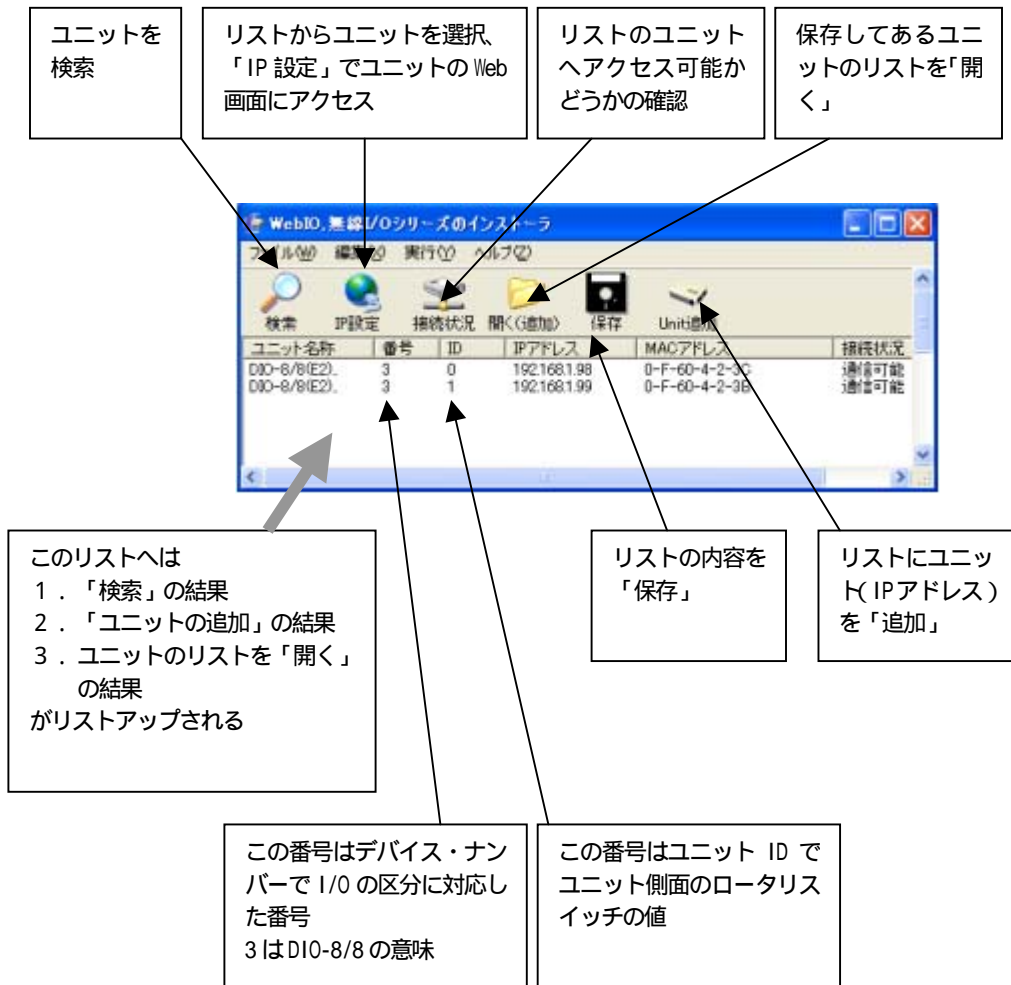 ユニットを
検索
リストからユニットを選択、
「IP 設定」でユニットの Web
画面にアクセス
リストのユニット
へアクセス可能か
どうかの確認
保存してあるユニ
ットのリストを「開
く」
WebIO,無線I/Oシリーズのインストーラ
ファイル(W) 編集(X) 実行(Y) ヘルプ(Z)
検索 IP設定 接続状況 開く(追加) 保存 Unit追加
ユニット名称 番号 ID IPアドレス MACアドレス 接続状況
DIO-8/8(E2). 3 0 192.168.1.98 0-F-60-4-2-3C 通信可能
DIO-8/8(E2). 3 1 192.168.1.99 0-F-60-4-2-3B 通信可能
このリストへは
１．「検索」の結果
２．「ユニットの追加」の結果
３．ユニットのリストを「開く」
の結果
がリストアップされる
リストの内容を
「保存」
リストにユニッ
ト(IPアドレス)
を「追加」
この番号はデバイス・ナン
バーで I/O の区分に対応し
た番号
3 は DIO-8/8 の意味
この番号はユニット ID で
ユニット側面のロータリス
イッチの値